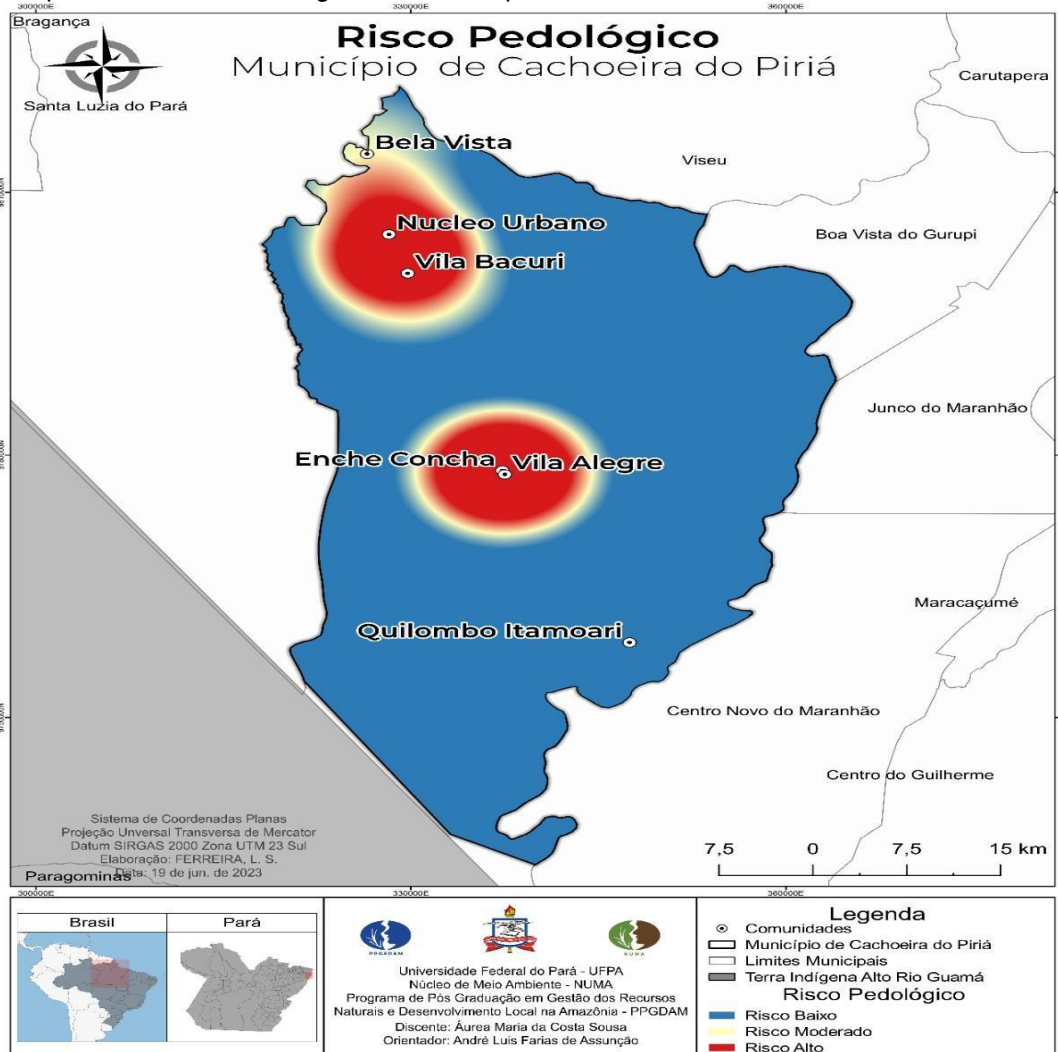 300000E
330000E
360000E
Bragança
Risco Pedológico
Município de Cachoeira do Piriá
Carutapera
Santa Luzia do Pará
Bela Vista
Viseu
Nucleo Urbano
Boa Vista do Gurupi
Vila Bacuri
Junco do Maranhão
Enche Concha
Vila Alegre
Maracaçumé
Quilombo Itamoari
Centro Novo do Maranhão
Centro do Guilherme
Sistema de Coordenadas Planas
Projeção Unversal Transversa de Mercator
Datum SIRGAS 2000 Zona UTM 23 Sul
Elaboração: FERREIRA, L. S.
Data: 19 de jun. de 2023
Paragominas
7,5 0 7,5 15 km
300000E
330000E
360000E
Brasil
Pará
PPGEDAM
NUMA
Universidade Federal do Pará - UFPA
Núcleo de Meio Ambiente - NUMA
Programa de Pós Graduação em Gestão dos Recursos
Naturais e Desenvolvimento Local na Amazônia - PPGDAM
Discente: Áurea Maria da Costa Sousa
Orientador: André Luis Farias de Assunção
Legenda
Comunidades
Município de Cachoeira do Piriá
Limites Municipais
Terra Indígena Alto Rio Guamá
Risco Pedológico
Risco Baixo
Risco Moderado
Risco Alto